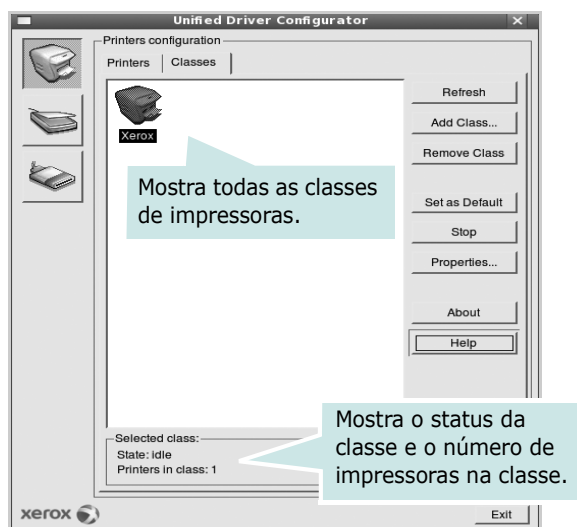 Unified Driver Configurator
Printers configuration
Printers
Classes
Xerox
Refresh
Add Class...
Remove Class
Set as Default
Stop
Properties...
About
Help
Mostra todas as classes
de impressoras.
Mostra o status da
classe e o número de
impressoras na classe.
Selected class:
State: idle
Printers in class: 1
xerox
Exit